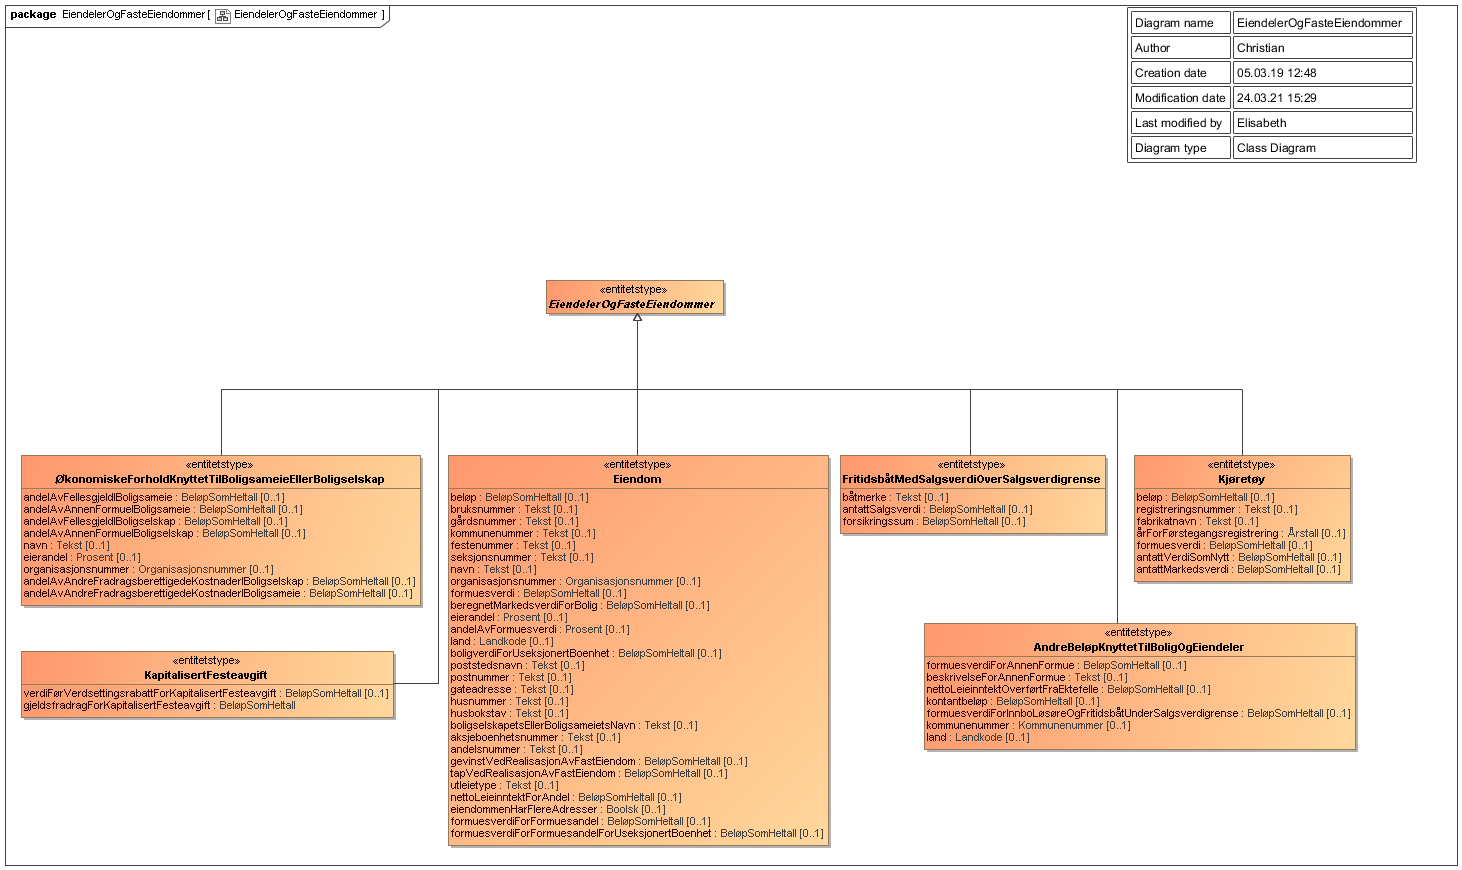 package EiendelerOgFasteEiendommer [ EiendelerOgFasteEiendommer ]
Diagram name EiendelerOgFasteEiendommer
Author Christian
Creation date 05.03.19 12:48
Modification date 24.03.21 15:29
Last modified by Elisabeth
Diagram type Class Diagram
«entitetstype»
EiendelerOgFasteEiendommer
«entitetstype»
ØkonomiskeForholdKnyttetTilBoligsameieEllerBoligselskap
andelAvFellesgjeldIBoligsameie : BeløpSomHeltall [0..1]
andelAvAnnenFormueIBoligsameie : BeløpSomHeltall [0..1]
andelAvFellesgjeldIBoligselskap : BeløpSomHeltall [0..1]
andelAvAnnenFormueIBoligselskap : BeløpSomHeltall [0..1]
navn : Tekst [0..1]
eierandel : Prosent [0..1]
organisasjonsnummer : Organisasjonsnummer [0..1]
andelAvAndreFradragsberettigedeKostnaderIBoligselskap : BeløpSomHeltall [0..1]
andelAvAndreFradragsberettigedeKostnaderIBoligsameie : BeløpSomHeltall [0..1]
«entitetstype»
KapitalisertFesteavgift
verdiFørVerdsettingsrabattForKapitalisertFesteavgift : BeløpSomHeltall [0..1]
gjeldsfradragForKapitalisertFesteavgift : BeløpSomHeltall
«entitetstype»
Eiendom
beløp : BeløpSomHeltall [0..1]
bruksnummer : Tekst [0..1]
gårdsnummer : Tekst [0..1]
kommunenummer : Tekst [0..1]
festenummer : Tekst [0..1]
seksjonsnummer : Tekst [0..1]
navn : Tekst [0..1]
organisasjonsnummer : Organisasjonsnummer [0..1]
formuesverdi : BeløpSomHeltall [0..1]
beregnetMarkedsverdiForBolig : BeløpSomHeltall [0..1]
eierandel : Prosent [0..1]
andelAvFormuesverdi : Prosent [0..1]
land : Landkode [0..1]
boligverdiForUseksjonertBoenhet : BeløpSomHeltall [0..1]
poststedsnavn : Tekst [0..1]
postnummer : Tekst [0..1]
gateadresse : Tekst [0..1]
husnummer : Tekst [0..1]
husbokstav : Tekst [0..1]
boligselskapetsEllerBoligsameietsNavn : Tekst [0..1]
aksjeboenhetsnummer : Tekst [0..1]
andelsnummer : Tekst [0..1]
gevinstVedRealisasjonAvFastEiendom : BeløpSomHeltall [0..1]
tapVedRealisasjonAvFastEiendom : BeløpSomHeltall [0..1]
utleietype : Tekst [0..1]
nettoLeieinntektForAndel : BeløpSomHeltall [0..1]
eiendommenHarFlereAdresser : Boolsk [0..1]
formuesverdiForFormuesandel : BeløpSomHeltall [0..1]
formuesverdiForFormuesandelForUseksjonertBoenhet : BeløpSomHeltall [0..1]
«entitetstype»
FritidsbåtMedSalgsverdiOverSalgsverdigrense
båtmerke : Tekst [0..1]
antattSalgsverdi : BeløpSomHeltall [0..1]
forsikringssum : BeløpSomHeltall [0..1]
«entitetstype»
Kjøretøy
beløp : BeløpSomHeltall [0..1]
registreringsnummer : Tekst [0..1]
fabrikatnavn : Tekst [0..1]
årForFørstegangsregistrering : Årstall [0..1]
formuesverdi : BeløpSomHeltall [0..1]
antattVerdiSomNytt : BeløpSomHeltall [0..1]
antattMarkedsverdi : BeløpSomHeltall [0..1]
«entitetstype»
AndreBeløpKnyttetTilBoligOgEiendeler
formuesverdiForAnnenFormue : BeløpSomHeltall [0..1]
beskrivelseForAnnenFormue : Tekst [0..1]
nettoLeieinntektOverførtFraEktefelle : BeløpSomHeltall [0..1]
kontantbeløp : BeløpSomHeltall [0..1]
formuesverdiForInnboLøsøreOgFritidsbåtUnderSalgsverdigrense : BeløpSomHeltall [0..1]
kommunenummer : Kommunenummer [0..1]
land : Landkode [0..1]